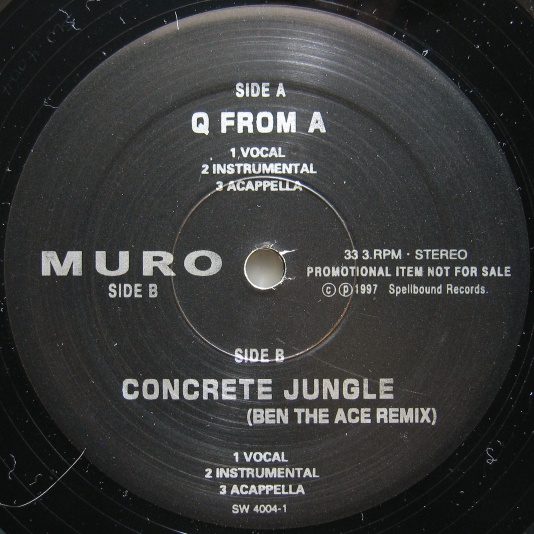 SIDE A
Q FROM A
1 VOCAL
2 INSTRUMENTAL
3 ACAPPELLA
MURO
SIDE B
33 3.RPM · STEREO
PROMOTIONAL ITEM NOT FOR SALE
©℗1997 Spellbound Records.
SIDE B
CONCRETE JUNGLE
(BEN THE ACE REMIX)
1 VOCAL
2 INSTRUMENTAL
3 ACAPPELLA
SW 4004-1